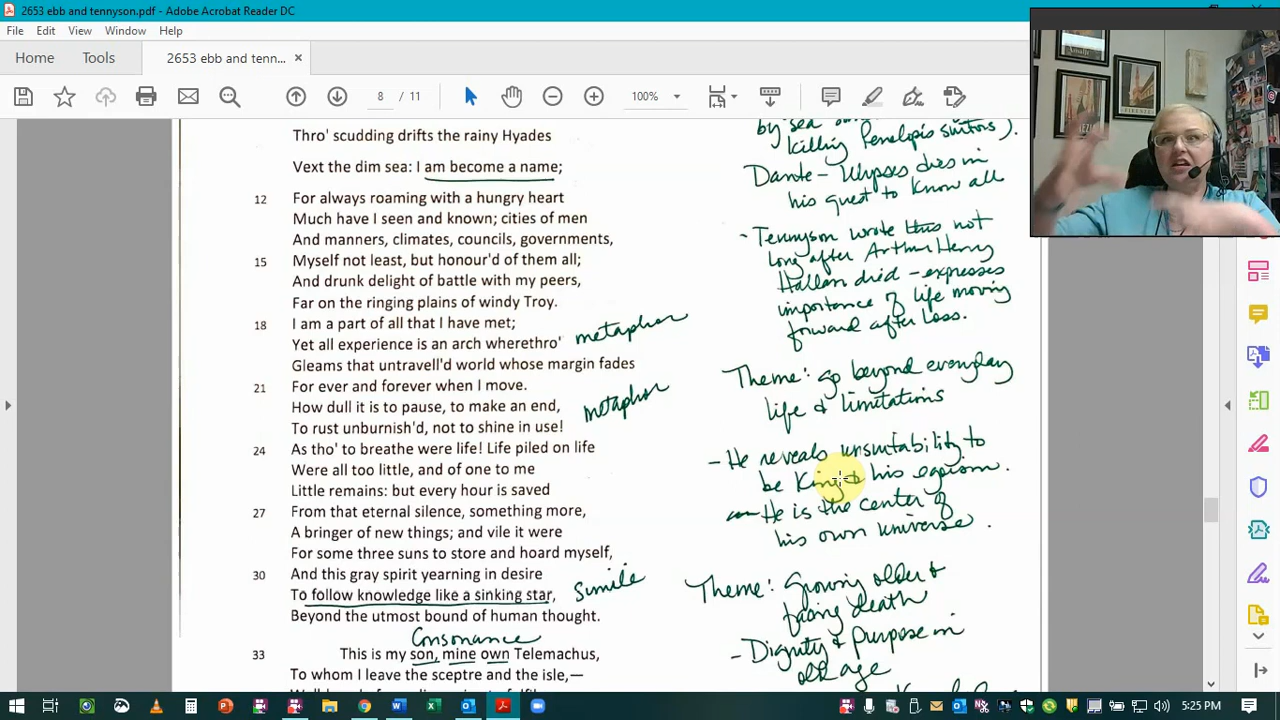 2653 ebb and tennyson.pdf - Adobe Acrobat Reader DC
File Edit View Window Help
Home Tools 2653 ebb and tenn... ×
8 / 11 100%
Thro' scudding drifts the rainy Hyades
Vext the dim sea: I am become a name;
12 For always roaming with a hungry heart
Much have I seen and known; cities of men
And manners, climates, councils, governments,
15 Myself not least, but honour'd of them all;
And drunk delight of battle with my peers,
Far on the ringing plains of windy Troy.
18 I am a part of all that I have met;
Yet all experience is an arch wherethro'
metaphor
Gleams that untravell'd world whose margin fades
21 For ever and forever when I move.
How dull it is to pause, to make an end,
metaphor
To rust unburnish'd, not to shine in use!
24 As tho' to breathe were life! Life piled on life
Were all too little, and of one to me
Little remains: but every hour is saved
27 From that eternal silence, something more,
A bringer of new things; and vile it were
For some three suns to store and hoard myself,
30 And this gray spirit yearning in desire
To follow knowledge like a sinking star,
Simile
Beyond the utmost bound of human thought.
Consonance
33 This is my son, mine own Telemachus,
To whom I leave the sceptre and the isle,—
by sea
killing Penelope's suitors).
Dante - Ulysses dies in
his quest to know all
- Tennyson wrote this not
long after Arthur Henry
Hallam died - expresses
importance of life moving
forward after loss.
Theme: go beyond everyday
life & limitations
- He reveals unsuitability to
be King & his egoism.
He is the center of
his own universe.
Theme: Growing older &
facing death
- Dignity & purpose in
old age
FIRENZE
5:25 PM